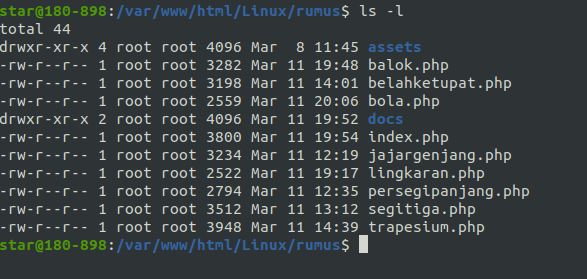 star@180-898:/var/www/html/Linux/rumus$ ls -l
total 44
drwxr-xr-x 4 root root 4096 Mar  8 11:45 assets
-rw-r--r-- 1 root root 3282 Mar 11 19:48 balok.php
-rw-r--r-- 1 root root 3198 Mar 11 14:01 belahketupat.php
-rw-r--r-- 1 root root 2559 Mar 11 20:06 bola.php
drwxr-xr-x 2 root root 4096 Mar 11 19:52 docs
-rw-r--r-- 1 root root 3800 Mar 11 19:54 index.php
-rw-r--r-- 1 root root 3234 Mar 11 12:19 jajargenjang.php
-rw-r--r-- 1 root root 2522 Mar 11 19:17 lingkaran.php
-rw-r--r-- 1 root root 2794 Mar 11 12:35 persegipanjang.php
-rw-r--r-- 1 root root 3512 Mar 11 13:12 segitiga.php
-rw-r--r-- 1 root root 3948 Mar 11 14:39 trapesium.php
star@180-898:/var/www/html/Linux/rumus$